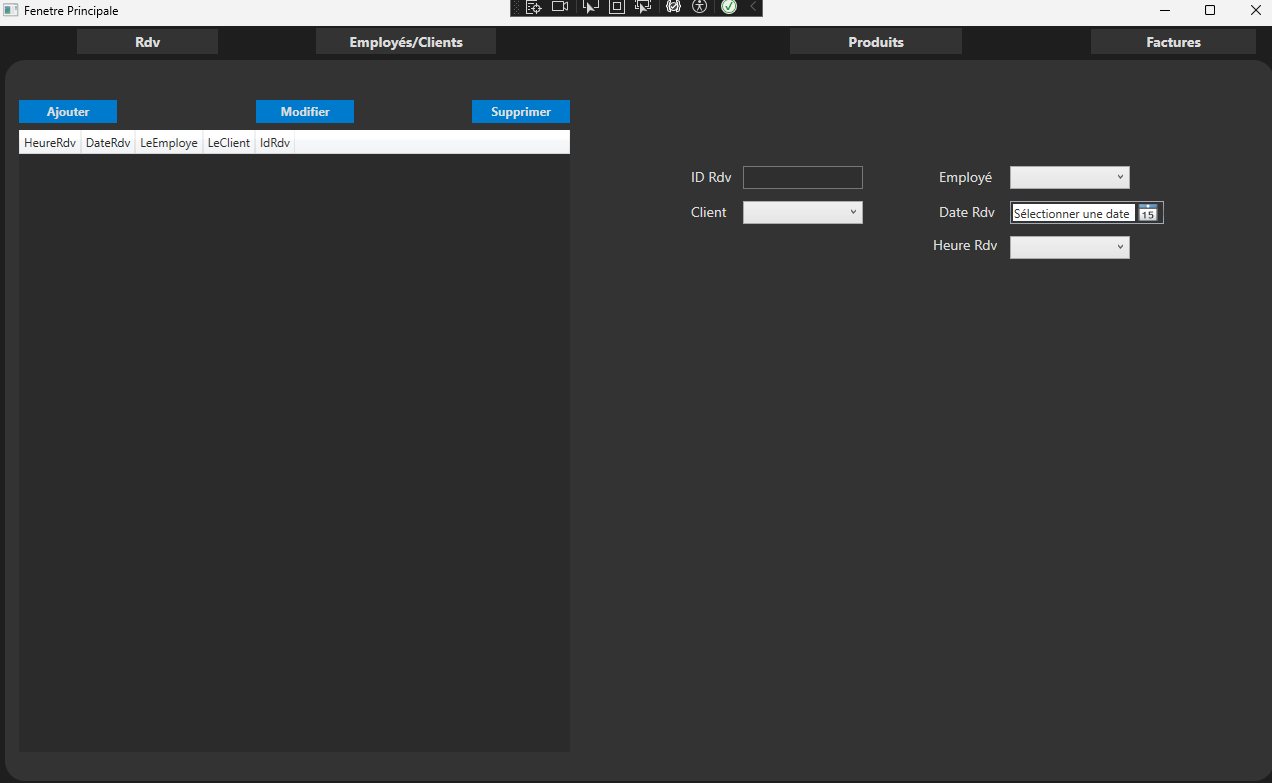 Fenetre Principale
Rdv Employés/Clients Produits Factures
Ajouter Modifier Supprimer
HeureRdv DateRdv LeEmploye LeClient IdRdv
ID Rdv Employé
Client Date Rdv Sélectionner une date 15
Heure Rdv